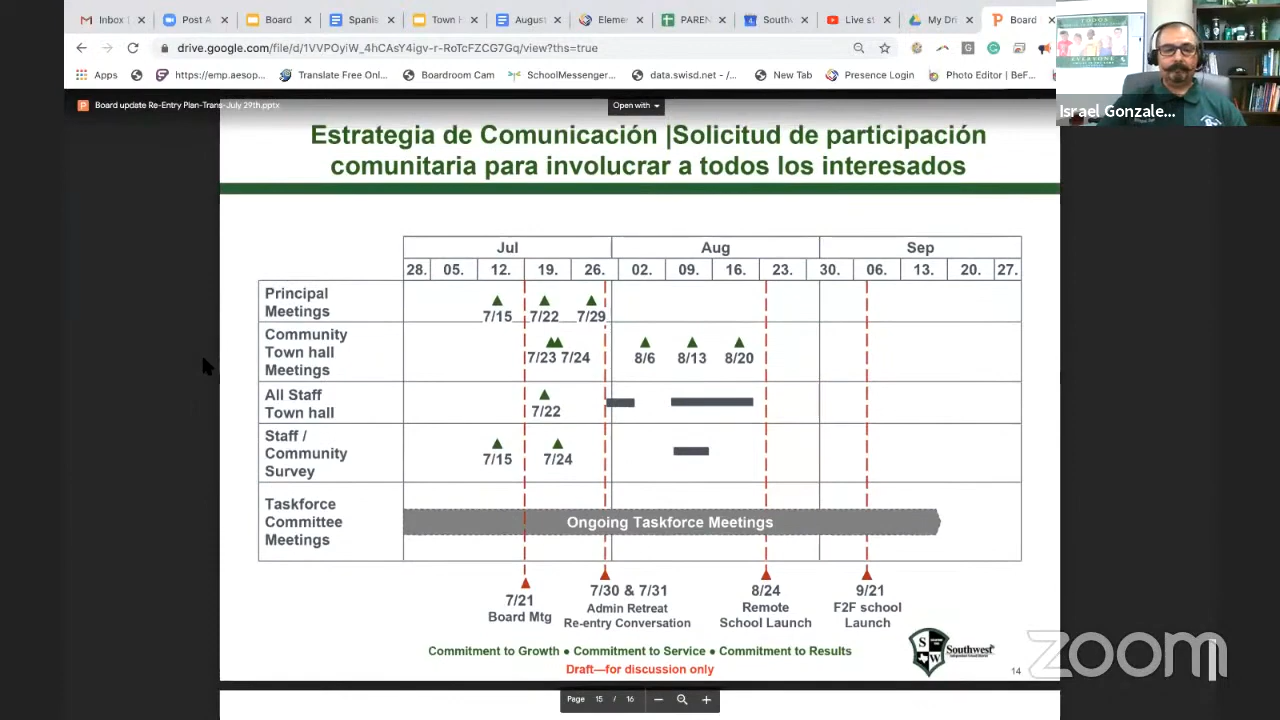 Inbox
Post A
Board
Spanis
Town H
August
Elemen
PAREN
Southw
Live st
My Dri
Board
drive.google.com/file/d/1VVPOyiW_4hCAsY4igv-r-RoTcFZCG7Gq/view?ths=true
Apps
https://emp.aesop...
Translate Free Onl...
Boardroom Cam
SchoolMessenger...
data.swisd.net -/...
New Tab
Presence Login
Photo Editor | BeF...
Board update Re-Entry Plan-Trans-July 29th.pptx
Open with
Israel Gonzale...
Estrategia de Comunicación |Solicitud de participación
comunitaria para involucrar a todos los interesados
Jul Aug Sep
28. 05. 12. 19. 26. 02. 09. 16. 23. 30. 06. 13. 20. 27.
Principal
Meetings
7/15 7/22 7/29
Community
Town hall
Meetings
7/23 7/24 8/6 8/13 8/20
All Staff
Town hall
7/22
Staff /
Community
Survey
7/15 7/24
Taskforce
Committee
Meetings
Ongoing Taskforce Meetings
7/21
Board Mtg
7/30 & 7/31
Admin Retreat
Re-entry Conversation
8/24
Remote
School Launch
9/21
F2F school
Launch
Commitment to Growth ● Commitment to Service ● Commitment to Results
Draft—for discussion only
S W
Southwest
14
zoom
Page 15 / 16